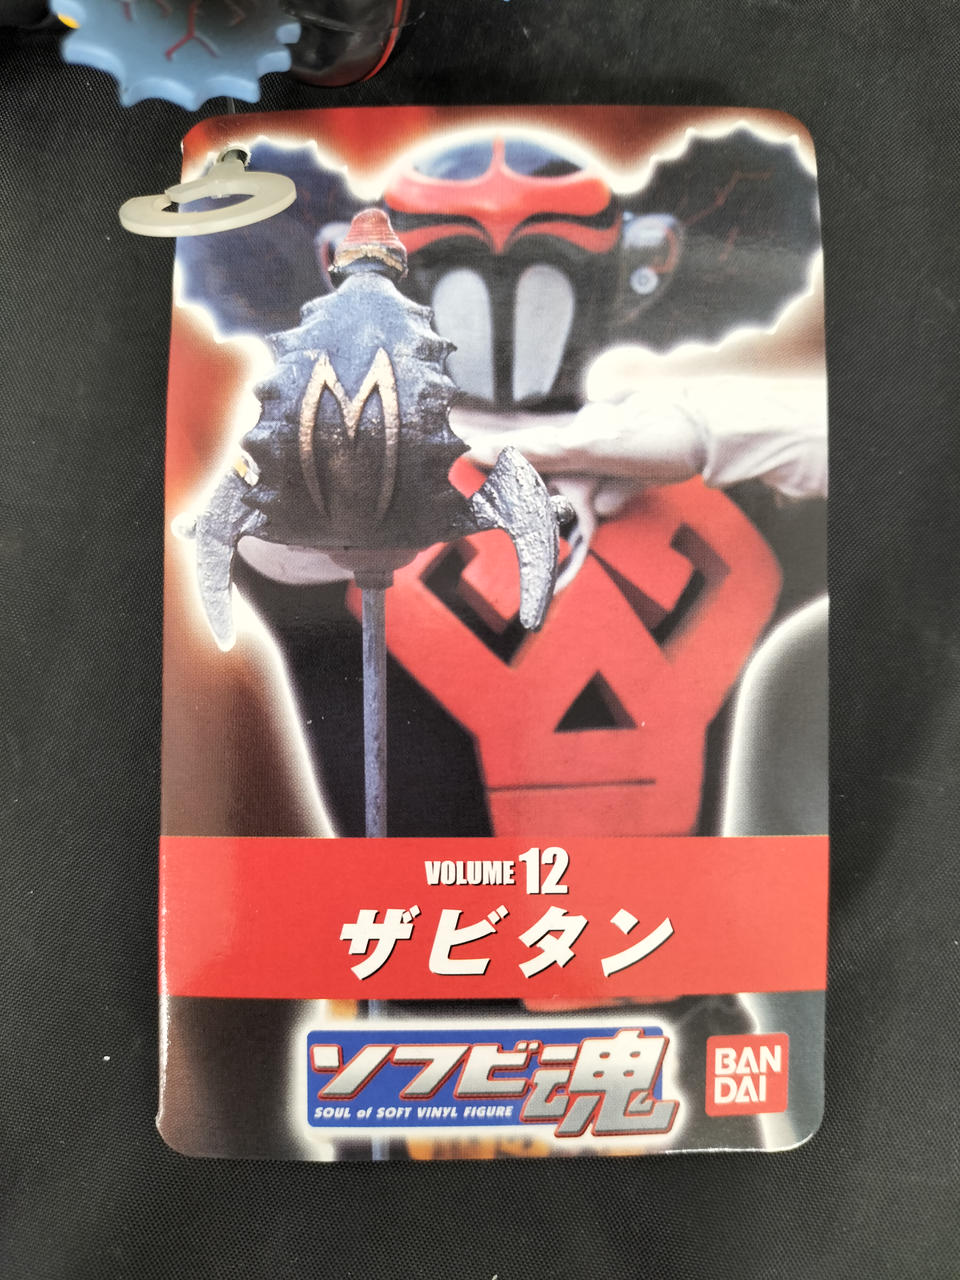 M
VOLUME 12
ザビタン
ソフビ魂
SOUL of SOFT VINYL FIGURE
BAN
DAI